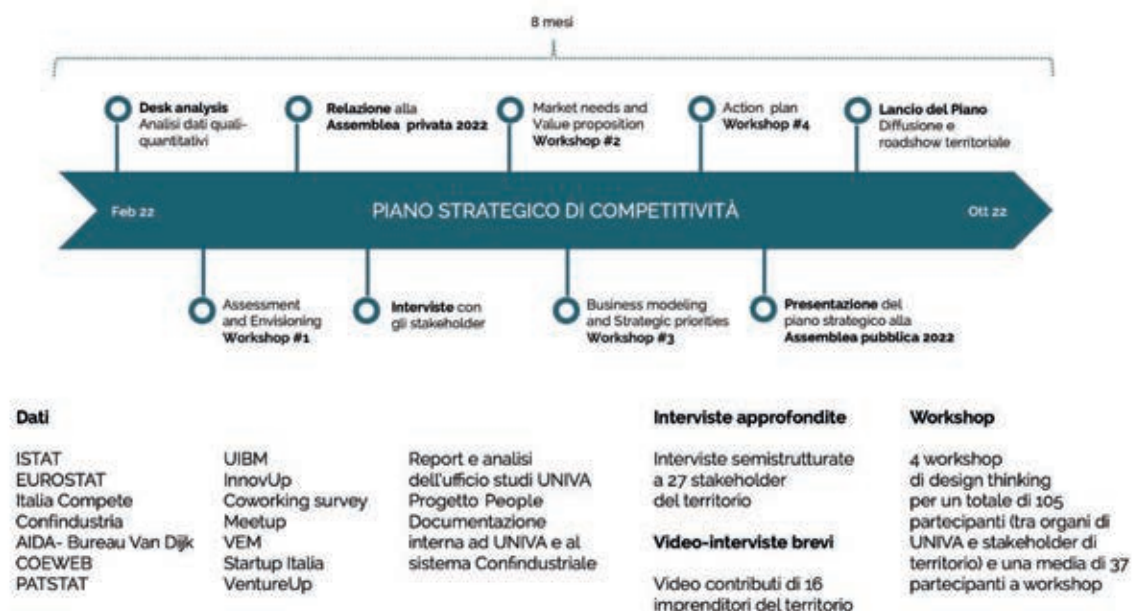 8 mesi
Desk analysis
Analisi dati quali-
quantitativi
Relazione alla
Assemblea privata 2022
Market needs and
Value proposition
Workshop #2
Action plan
Workshop #4
Lancio del Piano
Diffusione e
roadshow territoriale
Feb 22
PIANO STRATEGICO DI COMPETITIVITÀ
Ott 22
Assessment
and Envisioning
Workshop #1
Interviste con
gli stakeholder
Business modeling
and Strategic priorities
Workshop #3
Presentazione del
piano strategico alla
Assemblea pubblica 2022
Dati
ISTAT
EUROSTAT
Italia Compete
Confindustria
AIDA- Bureau Van Dijk
COEWEB
PATSTAT
UIBM
InnovUp
Coworking survey
Meetup
VEM
Startup Italia
VentureUp
Report e analisi
dell'ufficio studi UNIVA
Progetto People
Documentazione
interna ad UNIVA e al
sistema Confindustriale
Interviste approfondite
Interviste semistrutturate
a 27 stakeholder
del territorio
Video-interviste brevi
Video contributi di 16
imprenditori del territorio
Workshop
4 workshop
di design thinking
per un totale di 105
partecipanti (tra organi di
UNIVA e stakeholder di
territorio) e una media di 37
partecipanti a workshop